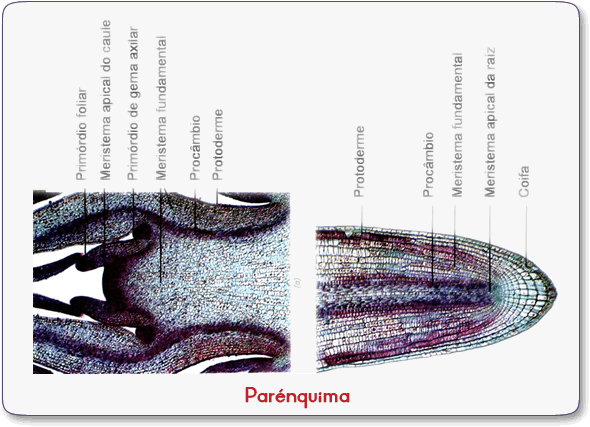 Primórdio foliar
Meristema apical do caule
Primórdio de gema axilar
Meristema fundamental
Procâmbio
Protoderme
Protoderme
Procâmbio
Meristema fundamental
Meristema apical da raiz
Coifa
Parénquima